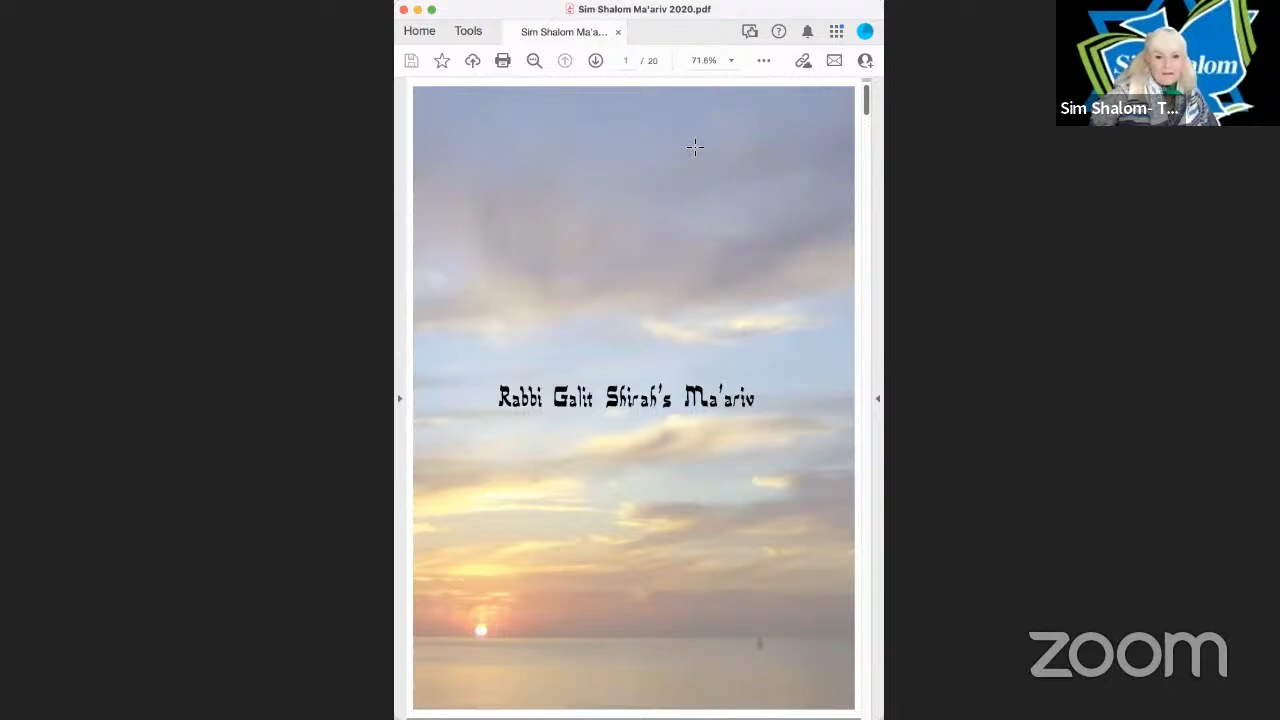 Sim Shalom Ma'ariv 2020.pdf
Home
Tools
Sim Shalom Ma'a...
×
1 / 20
71.6%
Rabbi Galit Shirah's Ma'ariv
Sim Shalom- T...
zoom